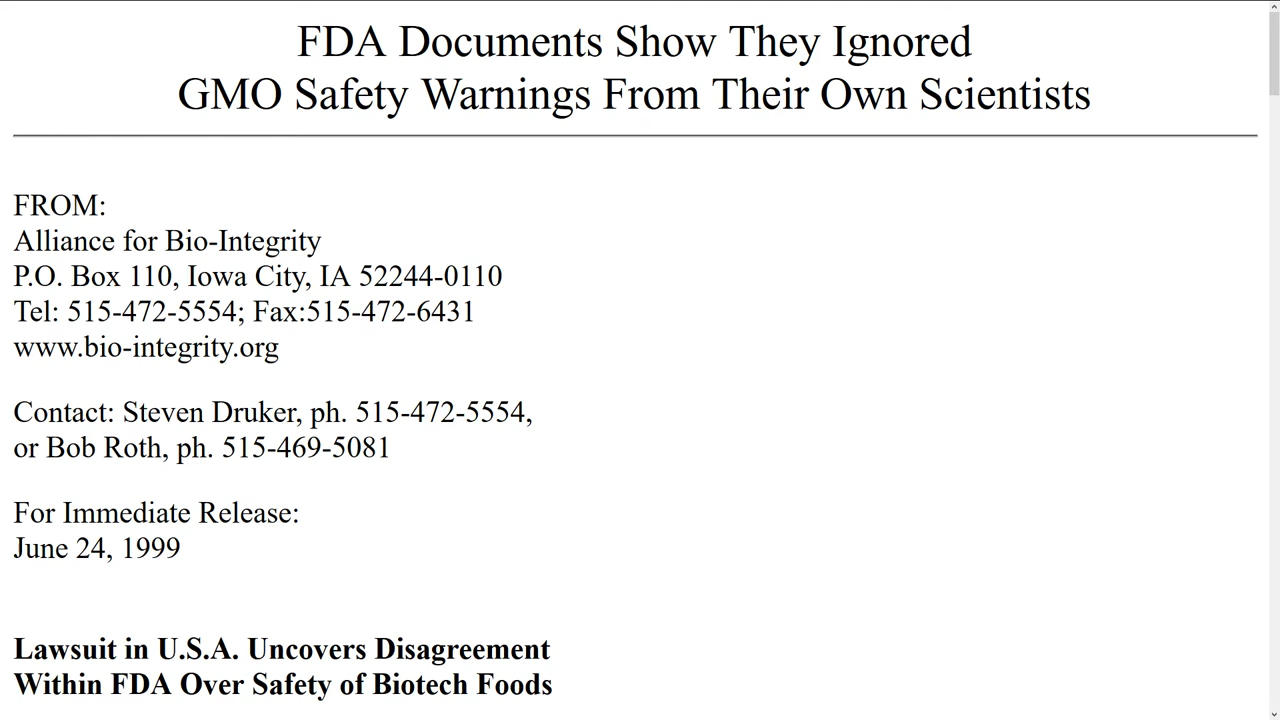 FDA Documents Show They Ignored
GMO Safety Warnings From Their Own Scientists
FROM:
Alliance for Bio-Integrity
P.O. Box 110, Iowa City, IA 52244-0110
Tel: 515-472-5554; Fax:515-472-6431
www.bio-integrity.org
Contact: Steven Druker, ph. 515-472-5554,
or Bob Roth, ph. 515-469-5081
For Immediate Release:
June 24, 1999
Lawsuit in U.S.A. Uncovers Disagreement
Within FDA Over Safety of Biotech Foods